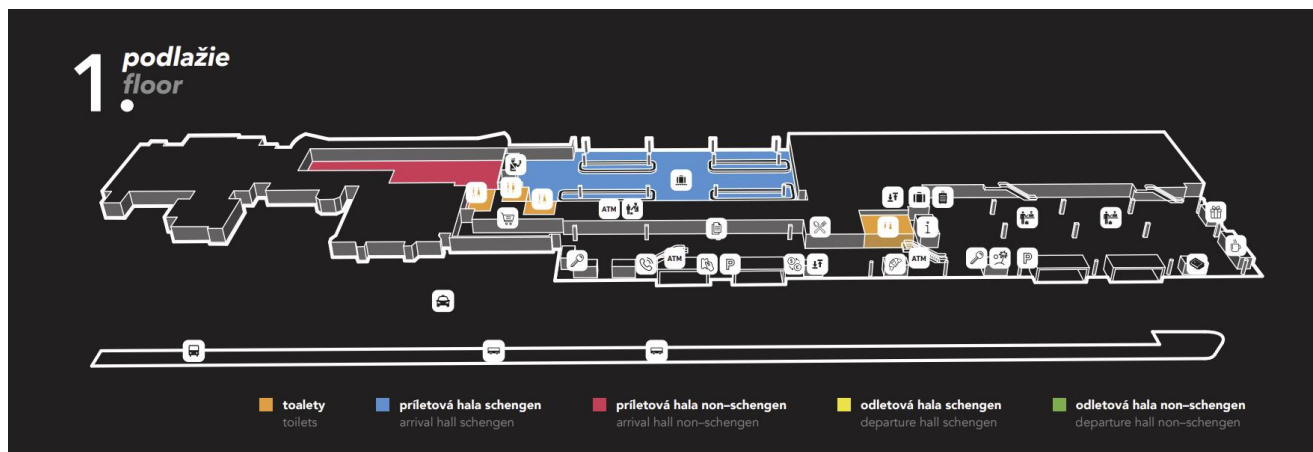 1. podlažie
floor
ATM
i
ATM
P
ATM
P
toalety
toilets
príletová hala schengen
arrival hall schengen
príletová hala non–schengen
arrival hall non–schengen
odletová hala schengen
departure hall schengen
odletová hala non–schengen
departure hall non–schengen